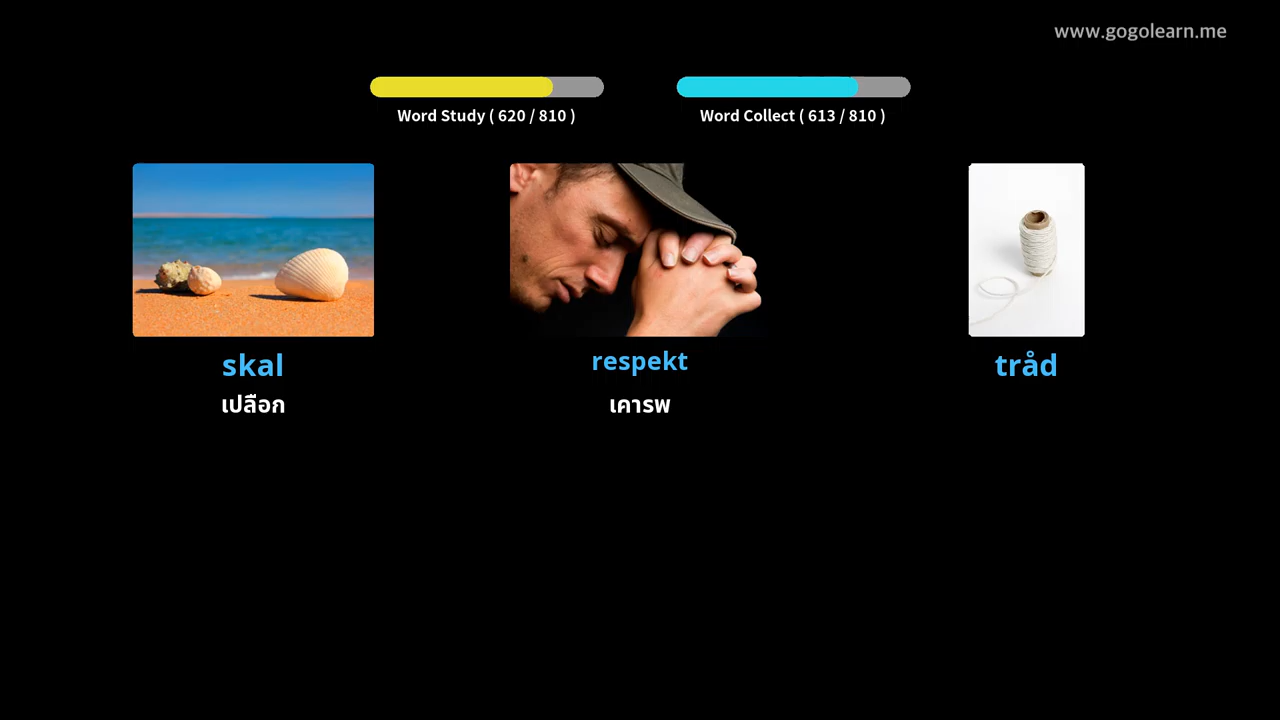 www.gogolearn.me
Word Study ( 620 / 810 )
Word Collect ( 613 / 810 )
skal
respekt
tråd
เปลือก
เคารพ